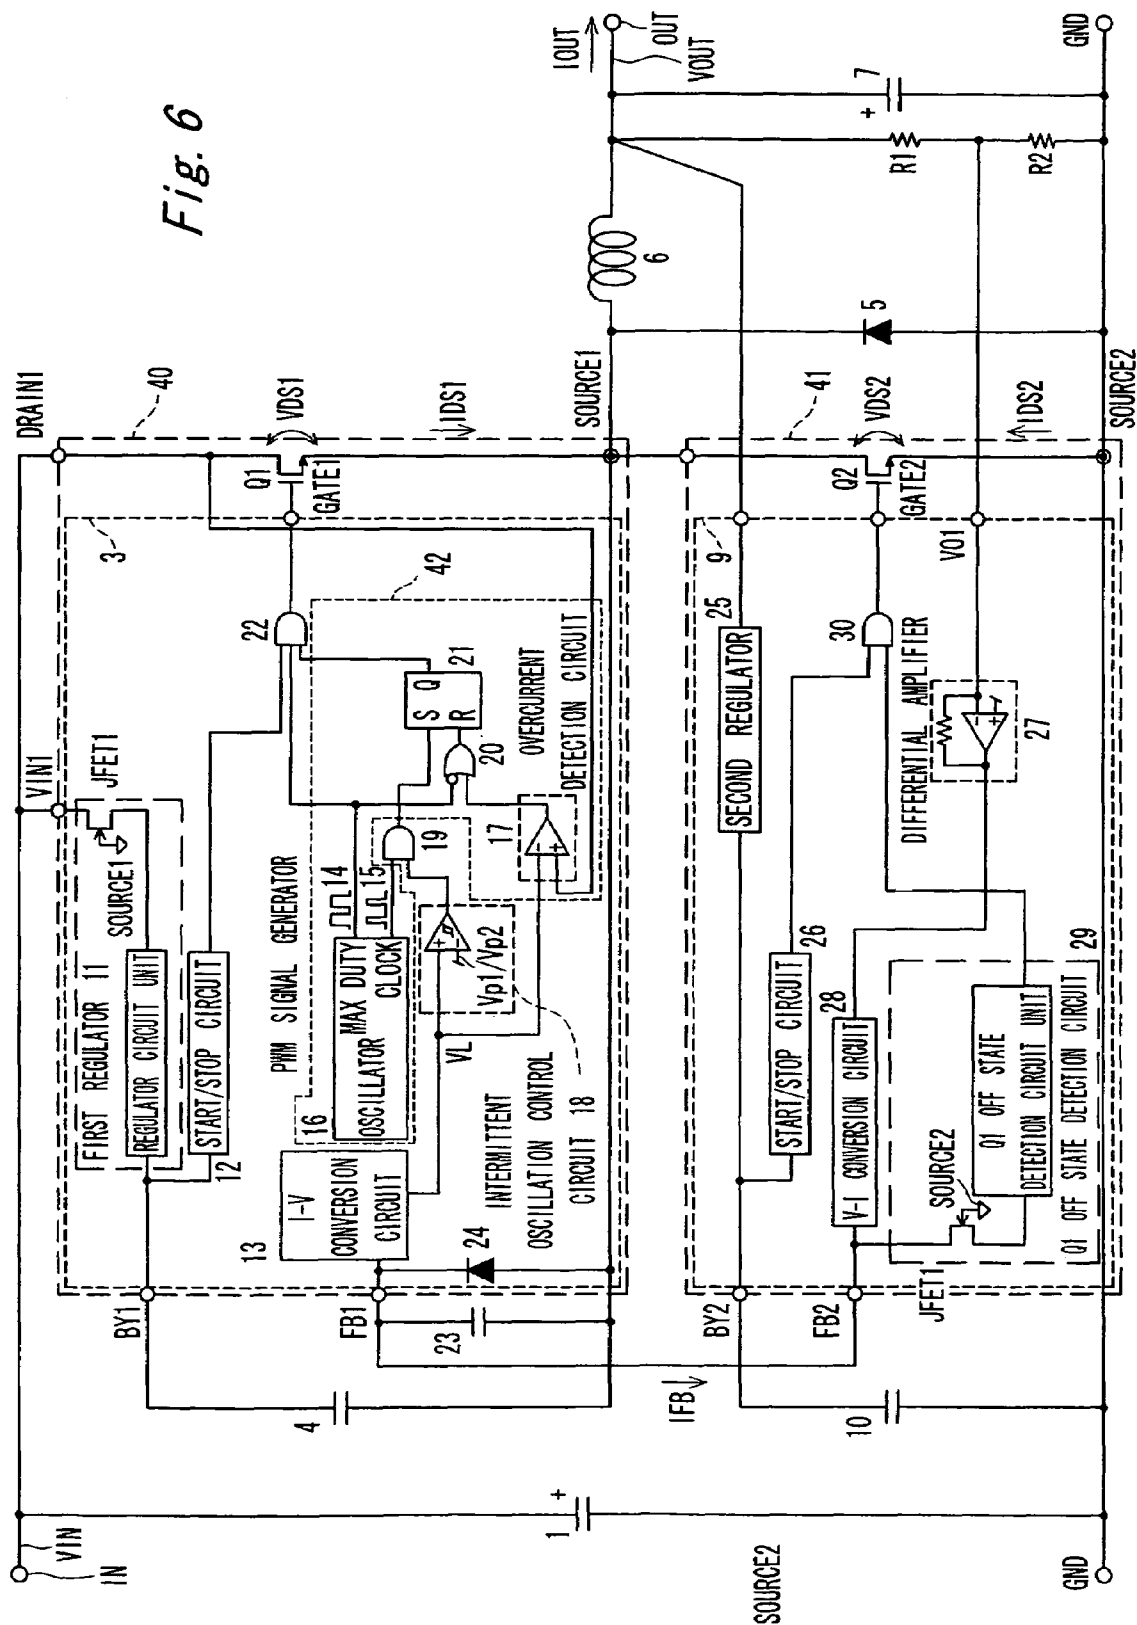 Fig. 6
IN
VIN
DRAIN1
VIN1
40
3
FIRST REGULATOR 11
JFET1
SOURCE1
REGULATOR CIRCUIT UNIT
START/STOP CIRCUIT
12
BY1
4
Q1
VDS1
GATE1
IDS1
22
PWM SIGNAL GENERATOR
42
16
MAX DUTY
OSCILLATOR
CLOCK
14
15
13
I-V
CONVERSION
CIRCUIT
FB1
23
24
VL
Vp1/Vp2
19
S Q
R
21
20
17
OVERCURRENT
DETECTION CIRCUIT
INTERMITTENT
OSCILLATION CONTROL
CIRCUIT 18
SOURCE1
6
IOUT
OUT
VOUT
1
+
IFB
5
7
+
R1
R2
GND
41
9
SECOND REGULATOR
25
START/STOP CIRCUIT
26
BY2
10
FB2
V-I CONVERSION CIRCUIT
28
30
Q2
VDS2
GATE2
IDS2
VO1
DIFFERENTIAL AMPLIFIER
27
JFET1
SOURCE2
Q1 OFF STATE
DETECTION CIRCUIT UNIT
Q1 OFF STATE DETECTION CIRCUIT
29
SOURCE2
SOURCE2
GND